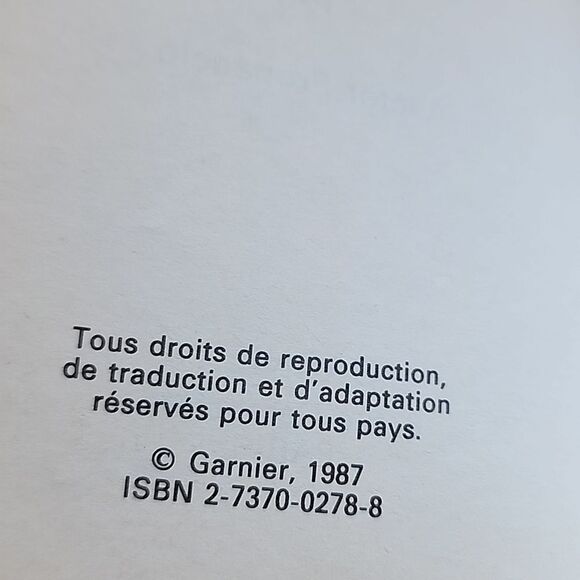 Tous droits de reproduction,
de traduction et d'adaptation
réservés pour tous pays.
© Garnier, 1987
ISBN 2-7370-0278-8